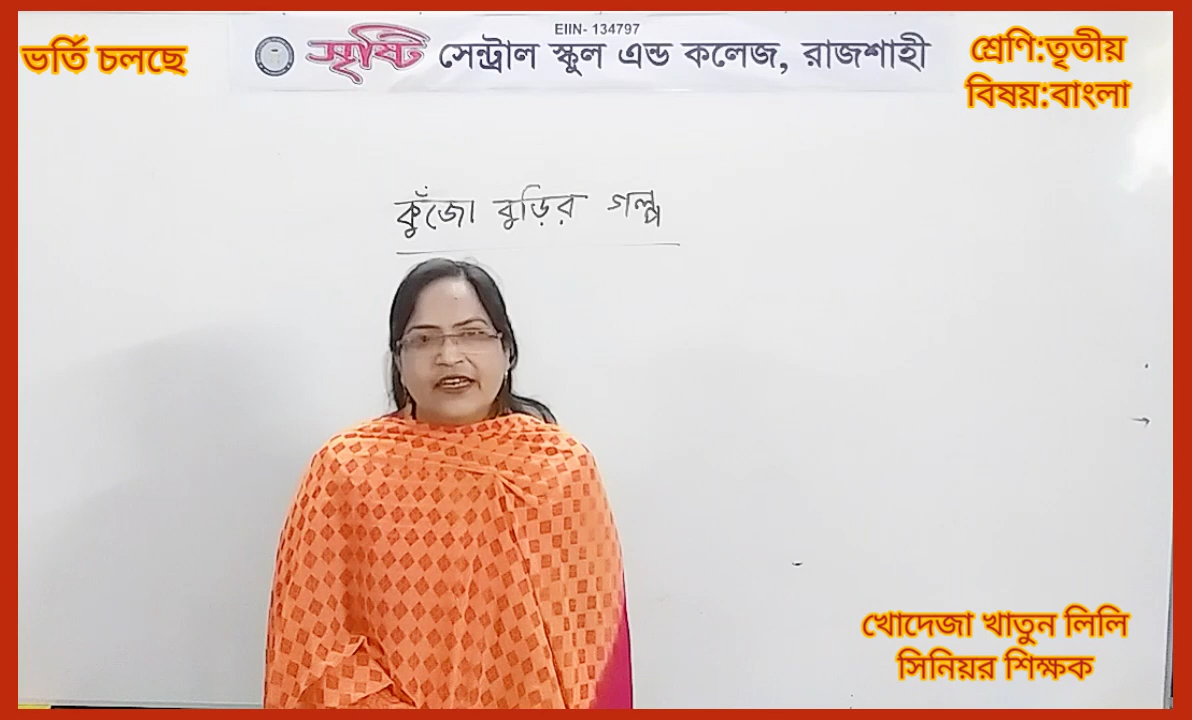 ভর্তি চলছে
EIIN- 134797
সৃষ্টি সেন্ট্রাল স্কুল এন্ড কলেজ, রাজশাহী
শ্রেণি:তৃতীয়
বিষয়:বাংলা
কুঁজো বুড়ির গল্প
খোদেজা খাতুন লিলি
সিনিয়র শিক্ষক